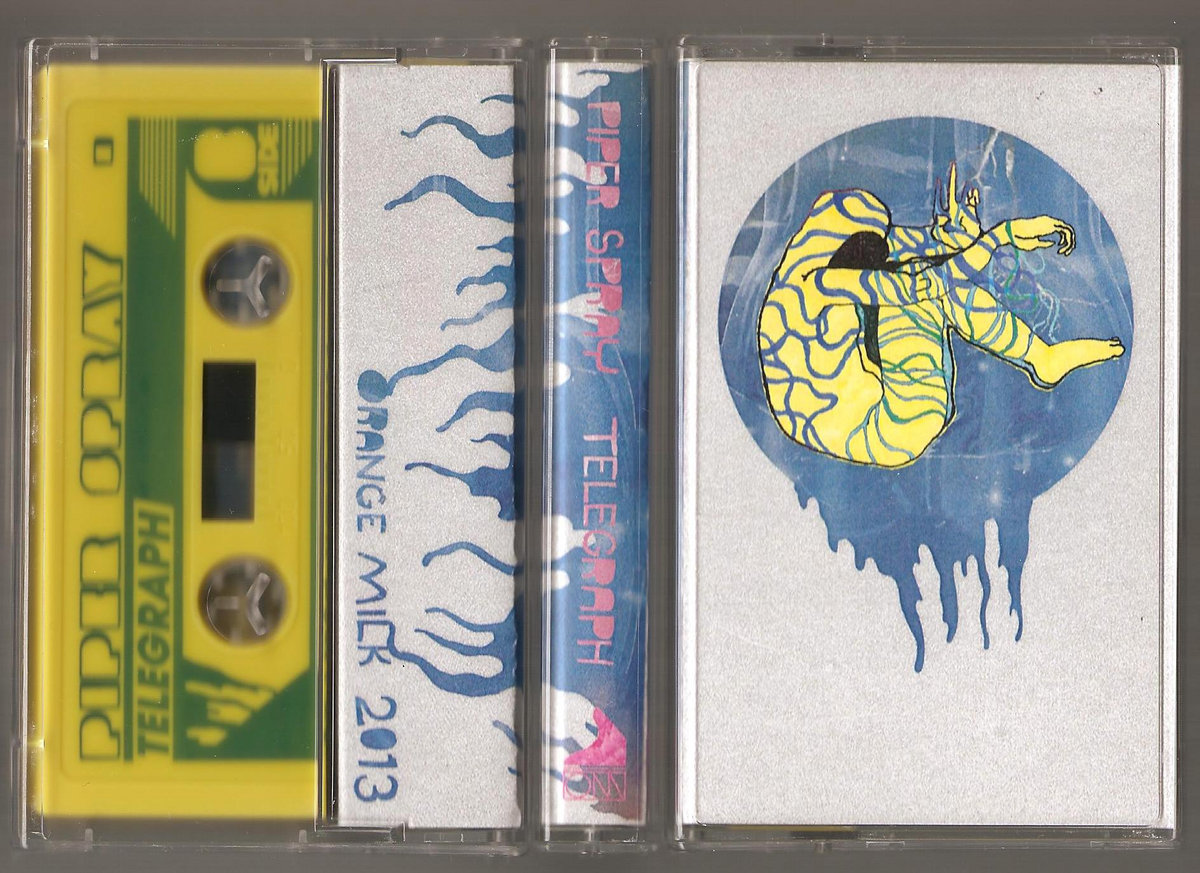 PIPER SPRAY
TELEGRAPH
B
SIDE
ORANGE MILK 2013
PIPER SPRAY TELEGRAPH